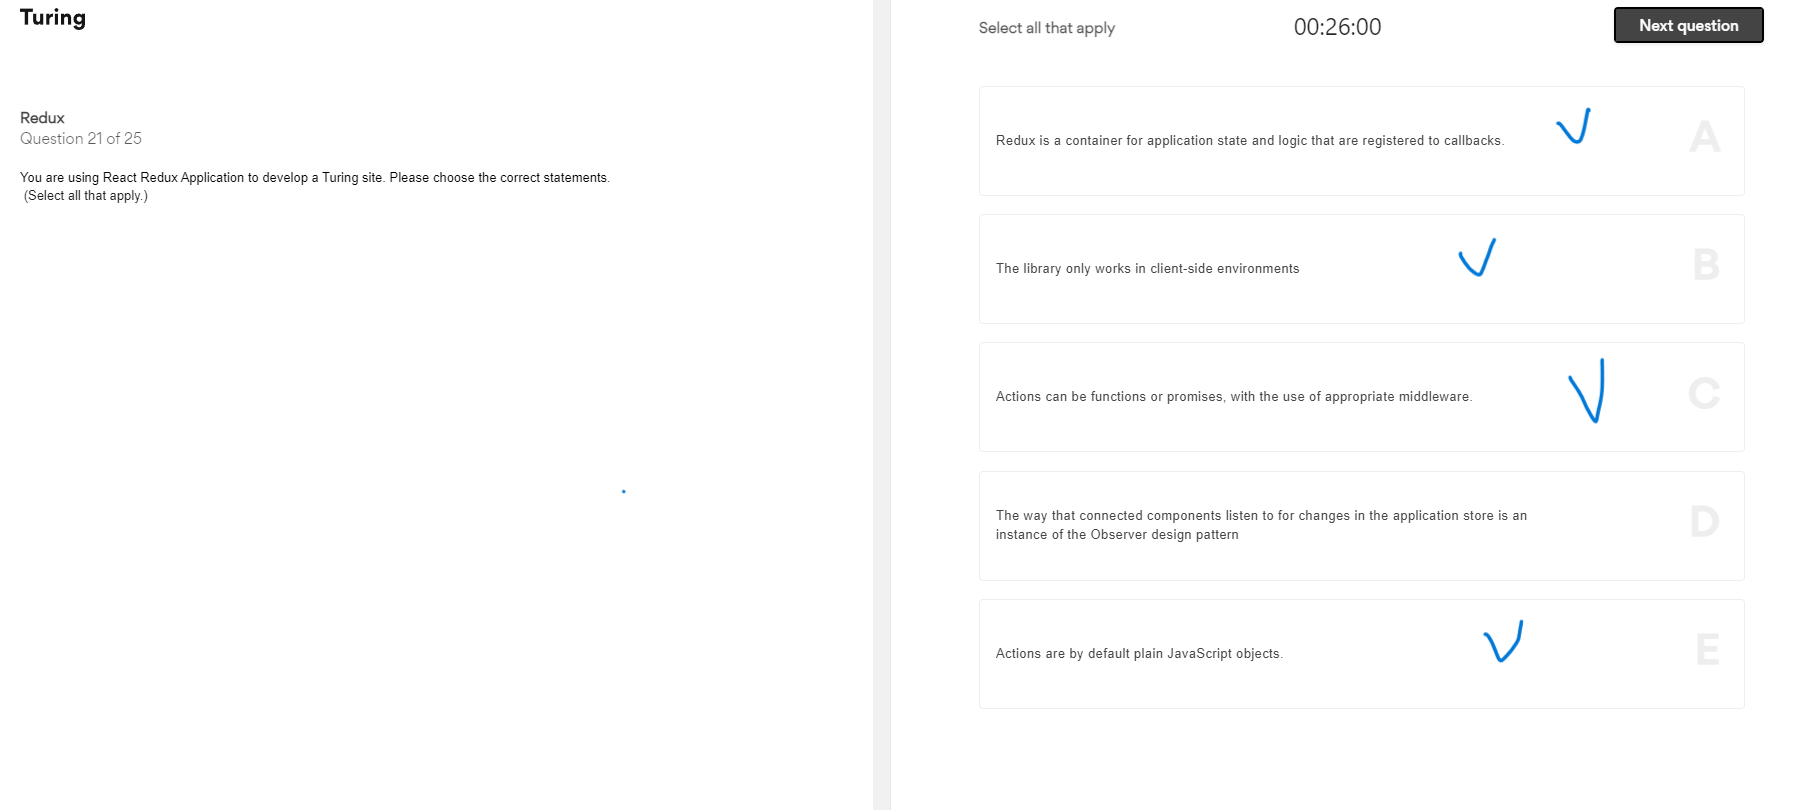 Turing
Redux
Question 21 of 25
You are using React Redux Application to develop a Turing site. Please choose the correct statements.
(Select all that apply.)
Select all that apply
00:26:00
Next question
Redux is a container for application state and logic that are registered to callbacks.
A
The library only works in client-side environments
B
Actions can be functions or promises, with the use of appropriate middleware.
C
The way that connected components listen to for changes in the application store is an
instance of the Observer design pattern
D
Actions are by default plain JavaScript objects.
E